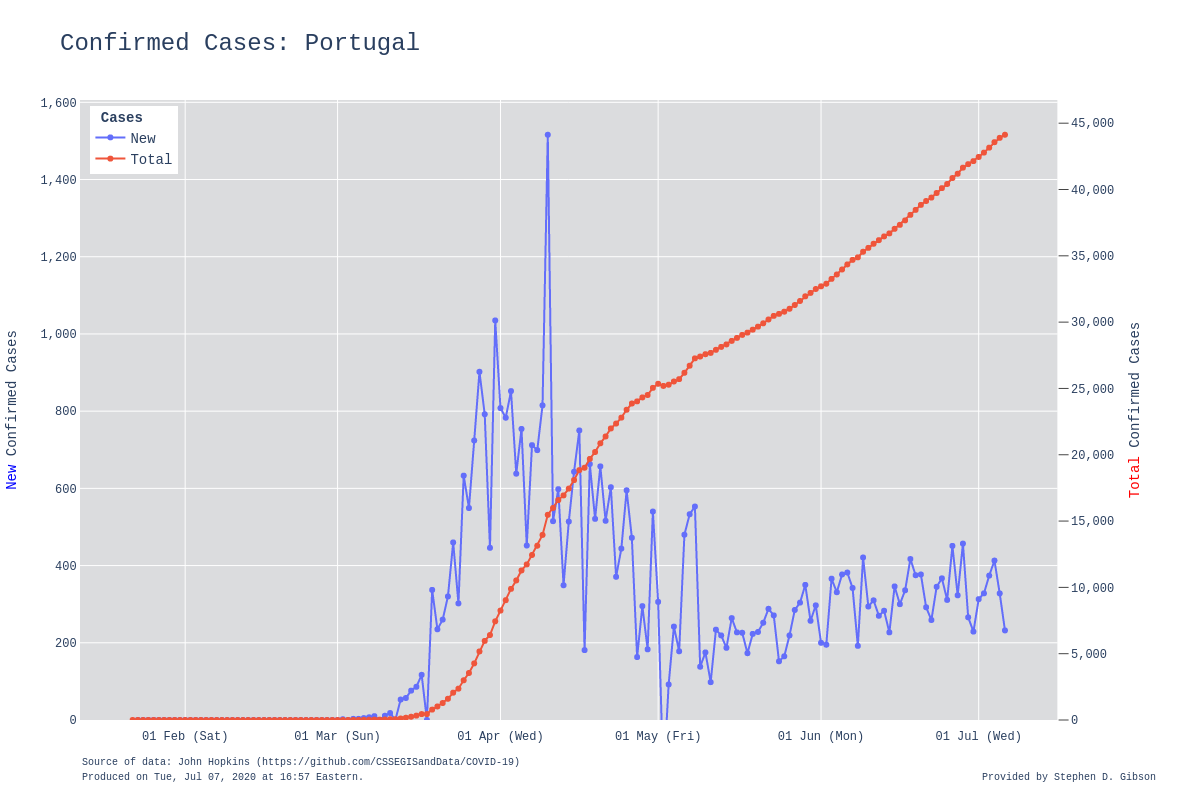 Confirmed Cases: Portugal
Cases
New
Total
1,600
1,400
1,200
1,000
800
600
400
200
0
New Confirmed Cases
45,000
40,000
35,000
30,000
25,000
20,000
15,000
10,000
5,000
0
Total Confirmed Cases
01 Feb (Sat)
01 Mar (Sun)
01 Apr (Wed)
01 May (Fri)
01 Jun (Mon)
01 Jul (Wed)
Source of data: John Hopkins (https://github.com/CSSEGISandData/COVID-19)
Produced on Tue, Jul 07, 2020 at 16:57 Eastern.
Provided by Stephen D. Gibson